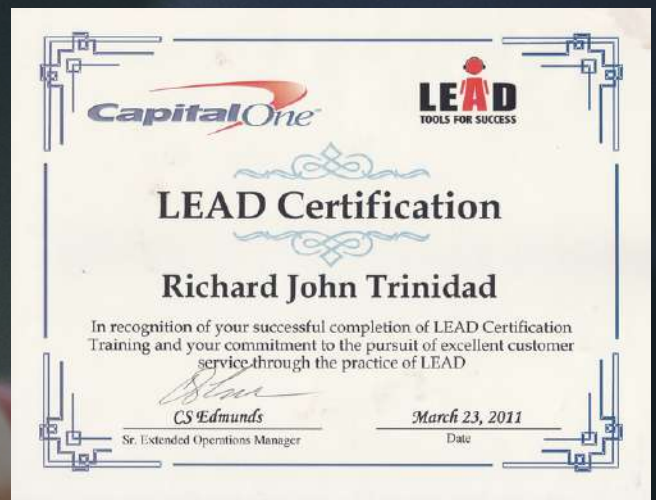 CapitalOne
LEAD
TOOLS FOR SUCCESS
LEAD Certification
Richard John Trinidad
In recognition of your successful completion of LEAD Certification
Training and your commitment to the pursuit of excellent customer
service through the practice of LEAD
CS Edmunds
March 23, 2011
Sr. Extended Operations Manager
Date